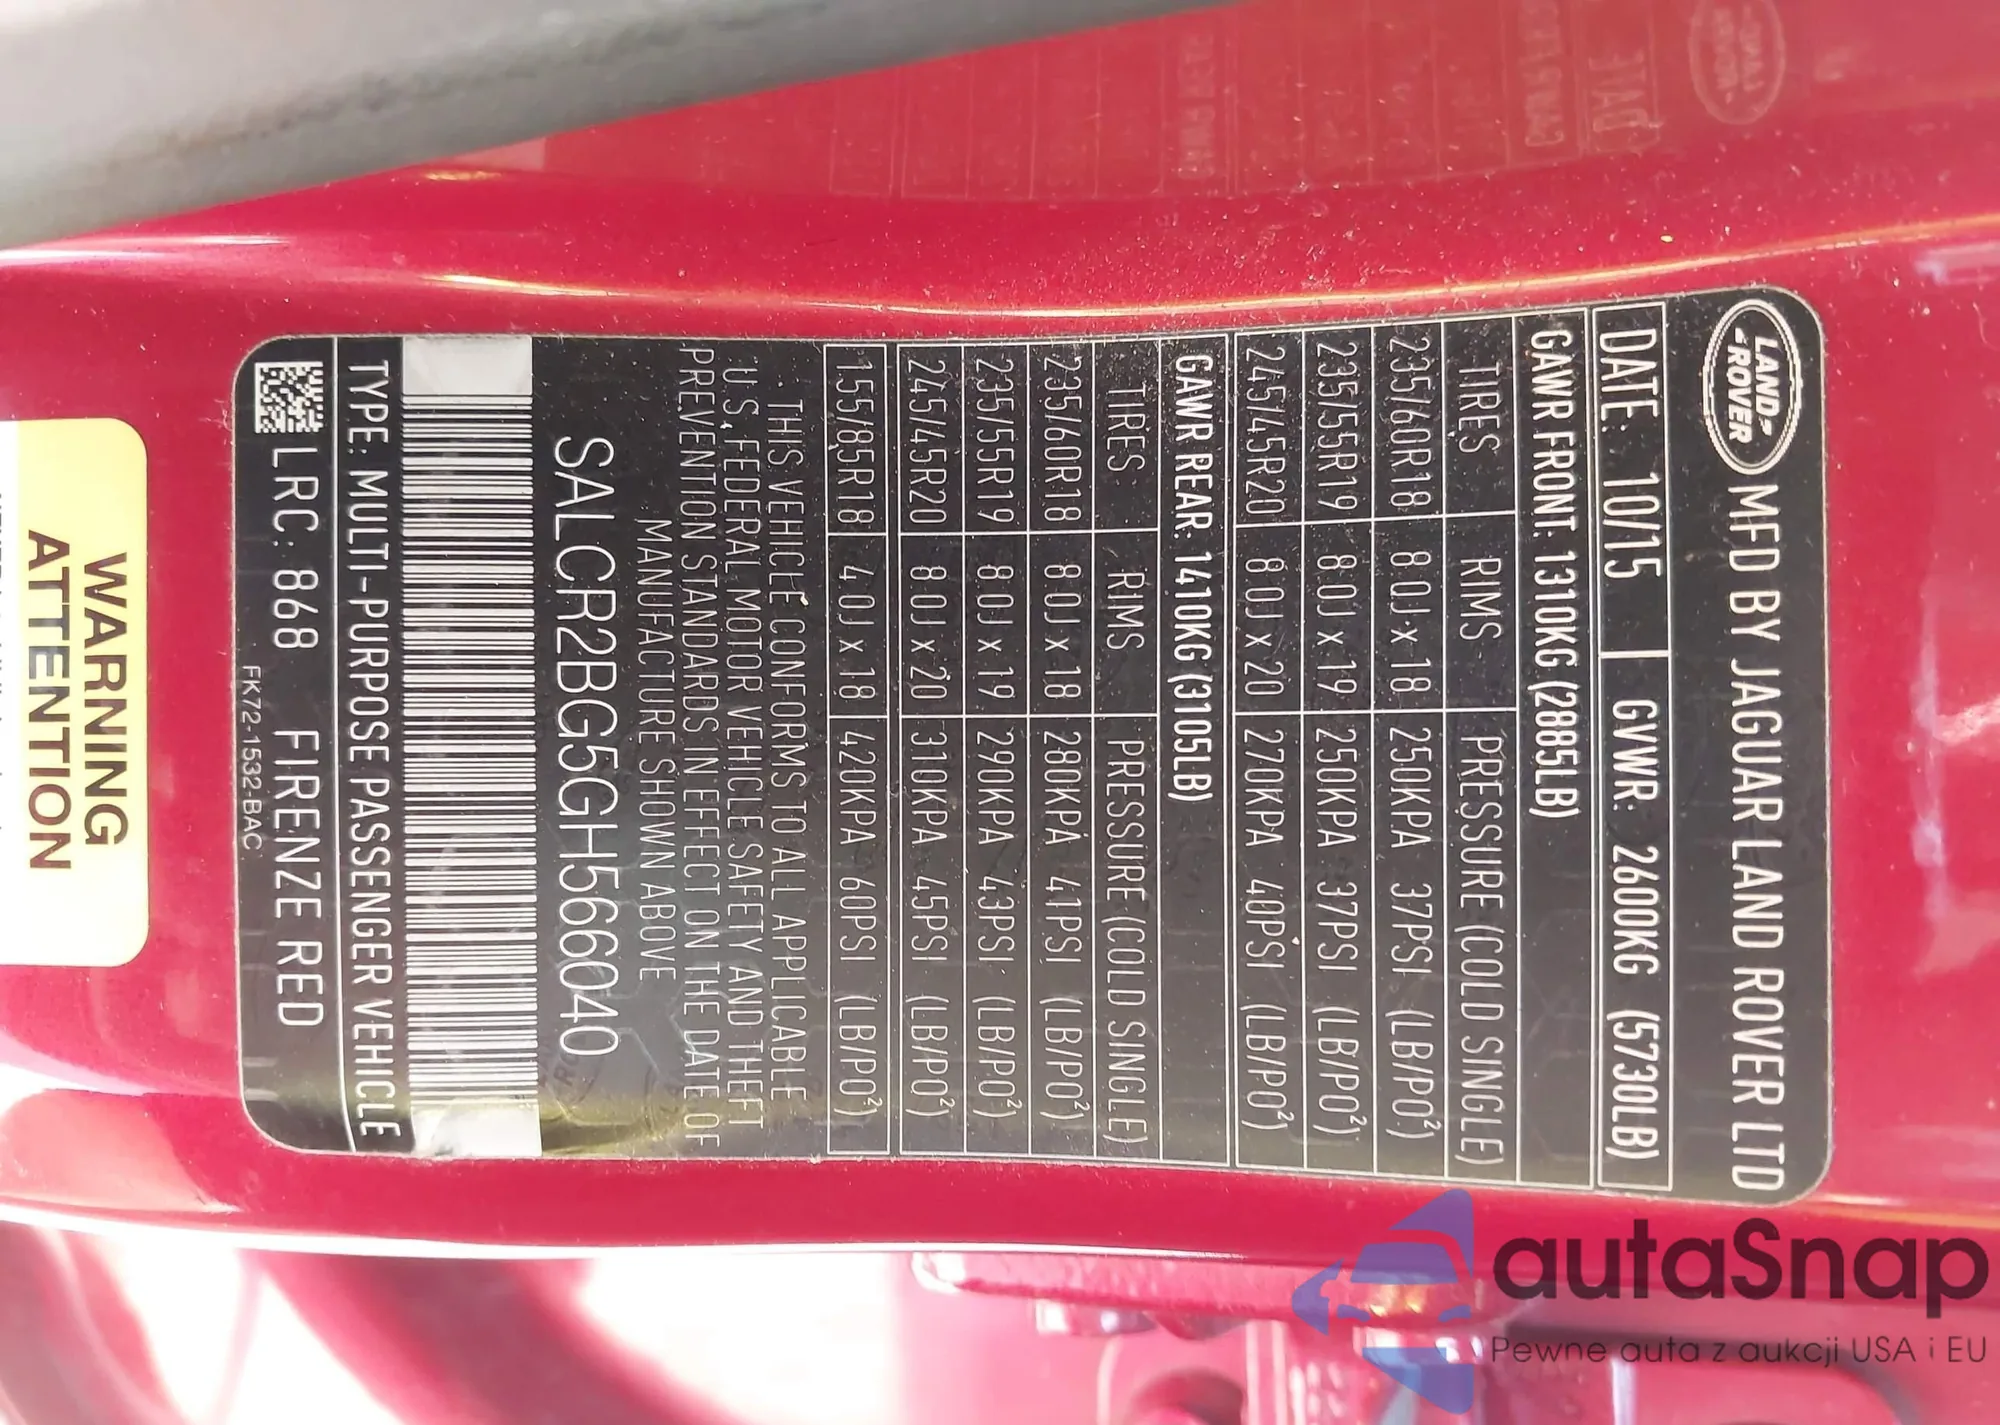 LAND-
-ROVER
MFD BY JAGUAR LAND ROVER LTD
DATE: 10/15 GVWR: 2600KG (5730LB)
GAWR FRONT: 1310KG (2885LB)
TIRES RIMS PRESSURE (COLD SINGLE)
235/60R18 8.0J x 18 250KPA 37PSI (LB/PO²)
235/55R19 8.0J x 19 250KPA 37PSI (LB/PO²)
245/45R20 8.0J x 20 270KPA 40PSI (LB/PO²)
GAWR REAR: 1410KG (3105LB)
TIRES RIMS PRESSURE (COLD SINGLE)
235/60R18 8.0J x 18 280KPA 41PSI (LB/PO²)
235/55R19 8.0J x 19 290KPA 43PSI (LB/PO²)
245/45R20 8.0J x 20 310KPA 45PSI (LB/PO²)
155/85R18 4.0J x 18 420KPA 60PSI (LB/PO²)
THIS VEHICLE CONFORMS TO ALL APPLICABLE
U.S. FEDERAL MOTOR VEHICLE SAFETY AND THEFT
PREVENTION STANDARDS IN EFFECT ON THE DATE OF
MANUFACTURE SHOWN ABOVE
SALCR2BG5GH566040
TYPE: MULTI-PURPOSE PASSENGER VEHICLE
LRC: 868 FIRENZE RED
FK72-1532-BAC
WARNING
ATTENTION
autaSnap
Pewne auta z aukcji USA i EU